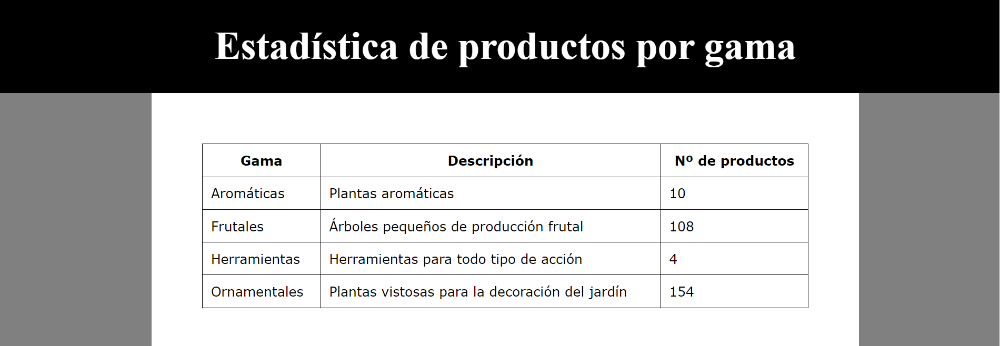 Estadística de productos por gama
Gama Descripción Nº de productos
Aromáticas Plantas aromáticas 10
Frutales Árboles pequeños de producción frutal 108
Herramientas Herramientas para todo tipo de acción 4
Ornamentales Plantas vistosas para la decoración del jardín 154